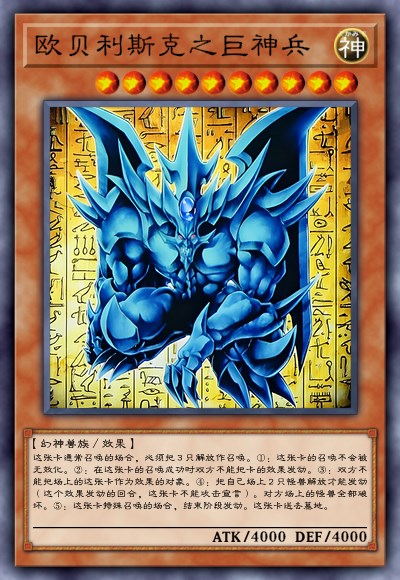 欧贝利斯克之巨神兵
神
【幻神兽族／效果】
这张卡通常召唤的场合，必须把３只解放作召唤。①：这张卡的召唤不会被
无效化。②：在这张卡的召唤成功时双方不能把卡的效果发动。③：双方不
能把场上的这张卡作为效果的对象。④：把自己场上２只怪兽解放才能发动
（这个效果发动的回合，这张卡不能攻击宣言）。对方场上的怪兽全部破
坏。⑤：这张卡特殊召唤的场合，结束阶段发动。这张卡送去墓地。
ATK/4000 DEF/4000